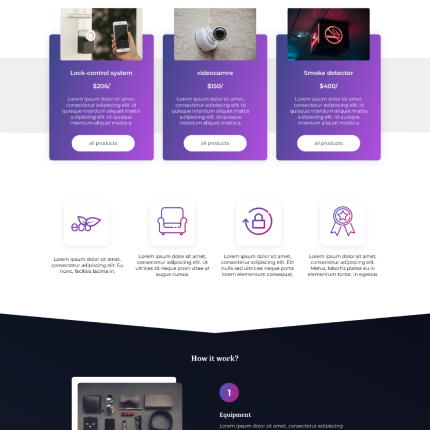 Lock-control system
$206/
Lorem ipsum dolor sit amet,
consectetur adipiscing elit. Id
quisque interdum aliquet mattis
adipiscing elit. Id quisque
interdum aliquet mattis a.
all products
videocamre
$150/
Lorem ipsum dolor sit amet,
consectetur adipiscing elit. Id
quisque interdum aliquet mattis
adipiscing elit. Id quisque
interdum aliquet mattis a.
all products
Smoke detector
$400/
Lorem ipsum dolor sit amet,
consectetur adipiscing elit. Id
quisque interdum aliquet mattis
adipiscing elit. Id quisque
interdum aliquet mattis a.
all products
eco
Lorem ipsum dolor sit amet,
consectetur adipiscing elit. Eu
nunc, facilisis lacinia in.
Lorem ipsum dolor sit amet,
consectetur adipiscing elit. Ut
ultrices sit neque proin vitae ut
augue cursus.
Lorem ipsum dolor sit amet,
consectetur adipiscing elit. Elit
nulla sed ultricies neque porta
lorem elementum consequat.
Lorem ipsum dolor sit amet,
consectetur adipiscing elit.
Metus, lobortis platea eu in
elementum tortor, in egestas
How it work?
1
Equipment
Lorem ipsum dolor sit amet, consectetur adipiscing